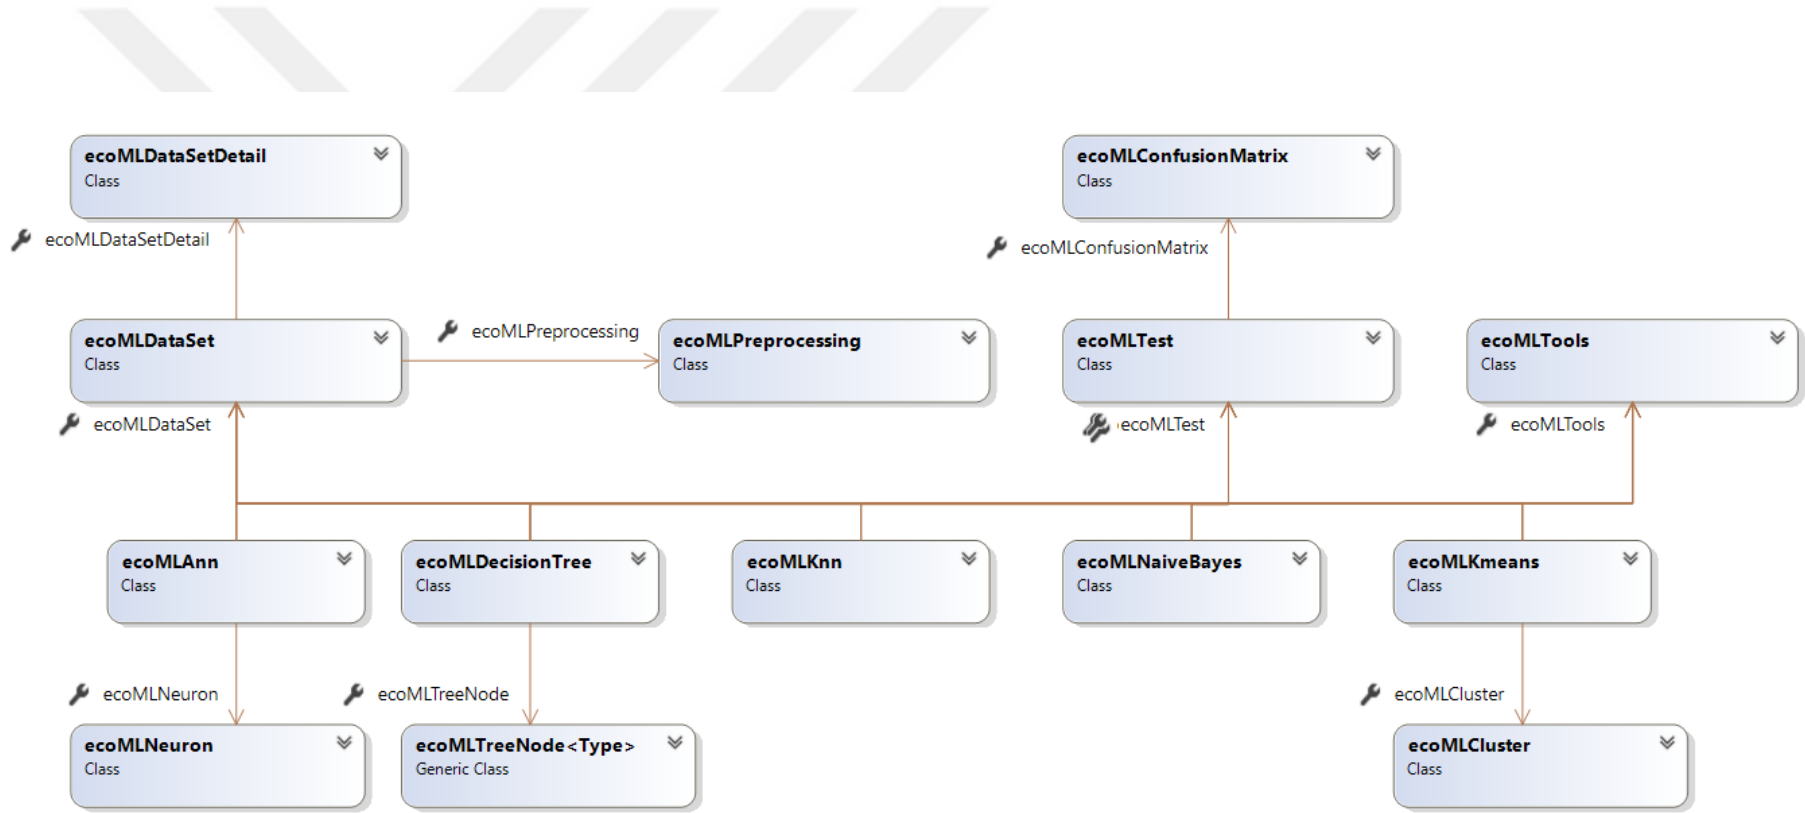 ecoMLDataSetDetail
Class
ecoMLConfusionMatrix
Class
ecoMLDataSetDetail
ecoMLConfusionMatrix
ecoMLDataSet
Class
ecoMLPreprocessing
ecoMLPreprocessing
Class
ecoMLTest
Class
ecoMLTools
Class
ecoMLDataSet
ecoMLTest
ecoMLTools
ecoMLAnn
Class
ecoMLDecisionTree
Class
ecoMLKnn
Class
ecoMLNaiveBayes
Class
ecoMLKmeans
Class
ecoMLNeuron
ecoMLTreeNode
ecoMLCluster
ecoMLNeuron
Class
ecoMLTreeNode<Type>
Generic Class
ecoMLCluster
Class